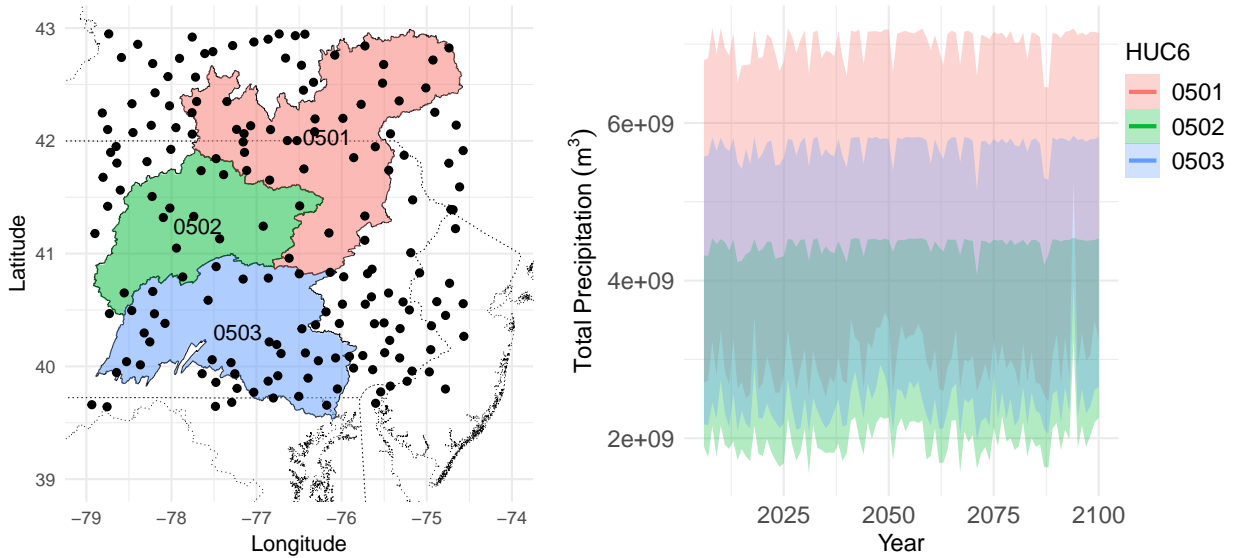 43
42
41
40
39
Latitude
−79
−78
−77
−76
−75
−74
Longitude
0501
0502
0503
Total Precipitation (m³)
6e+09
4e+09
2e+09
2025
2050
2075
2100
Year
HUC6
0501
0502
0503